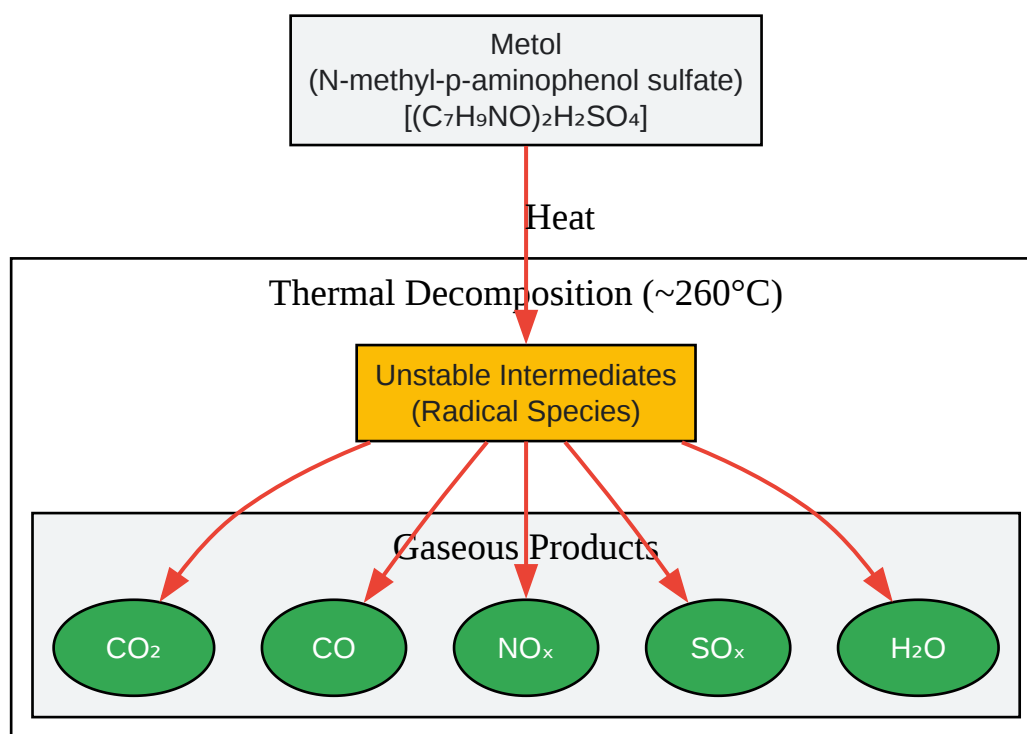 Metol
(N-methyl-p-aminophenol sulfate)
[(C₇H₉NO)₂H₂SO₄]
Heat
Thermal Decomposition (~260°C)
Unstable Intermediates
(Radical Species)
Gaseous Products
CO₂
CO
NOₓ
SOₓ
H₂O